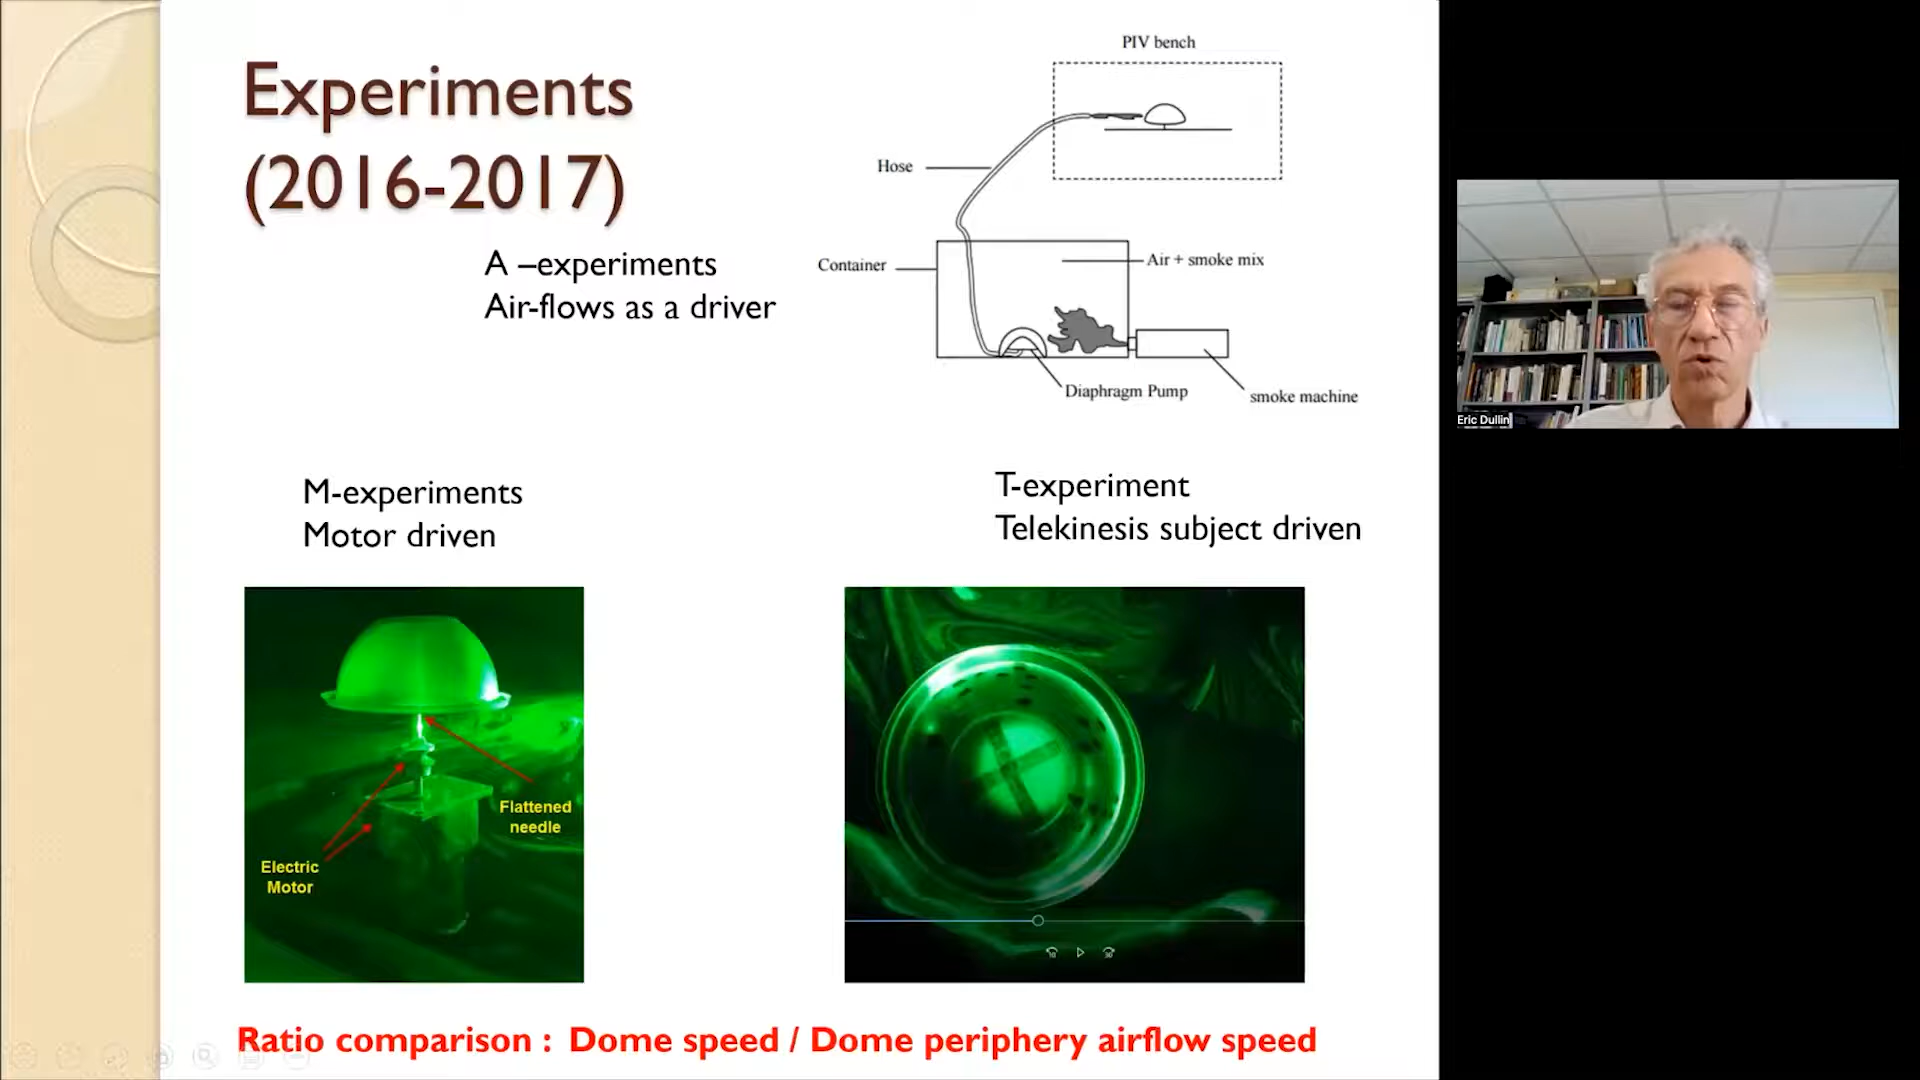 Experiments
(2016-2017)
A –experiments
Air-flows as a driver
PIV bench
Hose
Container
Air + smoke mix
Diaphragm Pump
smoke machine
M-experiments
Motor driven
T-experiment
Telekinesis subject driven
Flattened
needle
Electric
Motor
10
30
Ratio comparison : Dome speed / Dome periphery airflow speed
Eric Dullin